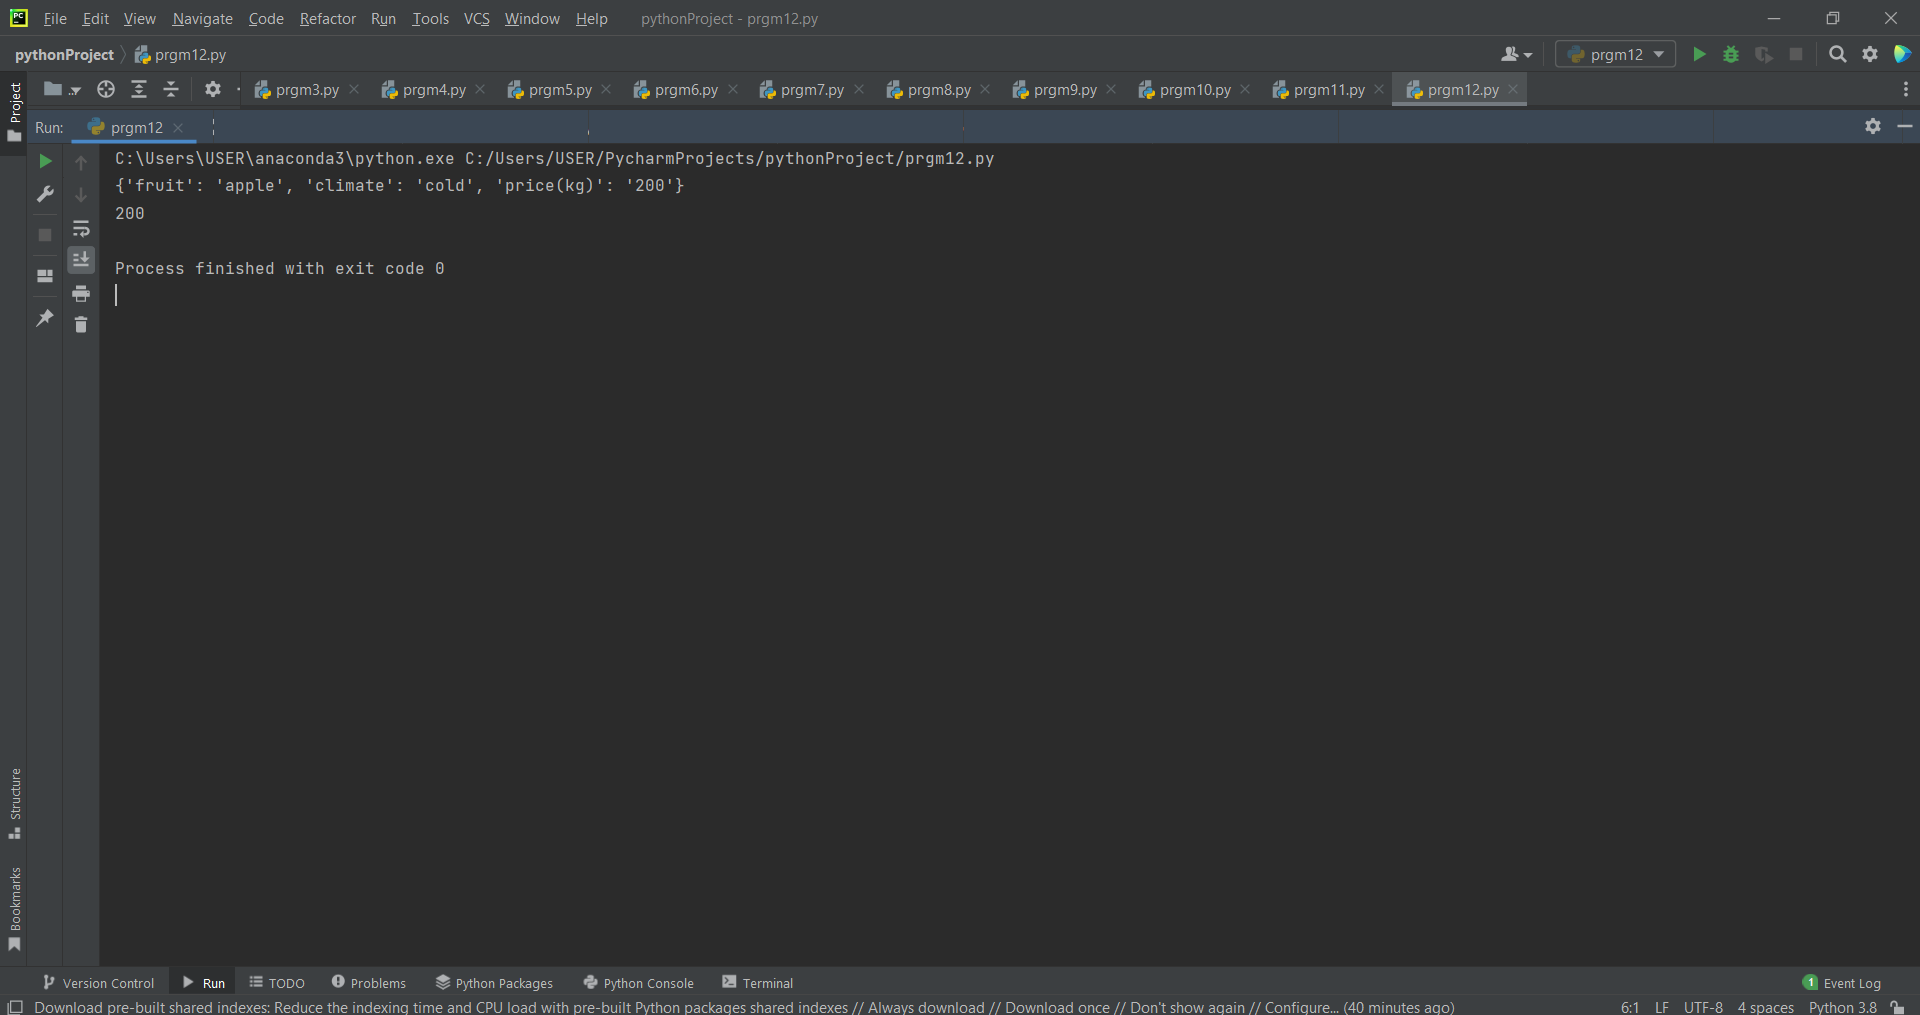 File Edit View Navigate Code Refactor Run Tools VCS Window Help pythonProject - prgm12.py
pythonProject prgm12.py prgm12
prgm3.py prgm4.py prgm5.py prgm6.py prgm7.py prgm8.py prgm9.py prgm10.py prgm11.py prgm12.py
Project
Run: prgm12
C:\Users\USER\anaconda3\python.exe C:/Users/USER/PycharmProjects/pythonProject/prgm12.py
{'fruit': 'apple', 'climate': 'cold', 'price(kg)': '200'}
200
Process finished with exit code 0
Structure
Bookmarks
Version Control Run TODO Problems Python Packages Python Console Terminal 1 Event Log
Download pre-built shared indexes: Reduce the indexing time and CPU load with pre-built Python packages shared indexes // Always download // Download once // Don't show again // Configure... (40 minutes ago) 6:1 LF UTF-8 4 spaces Python 3.8